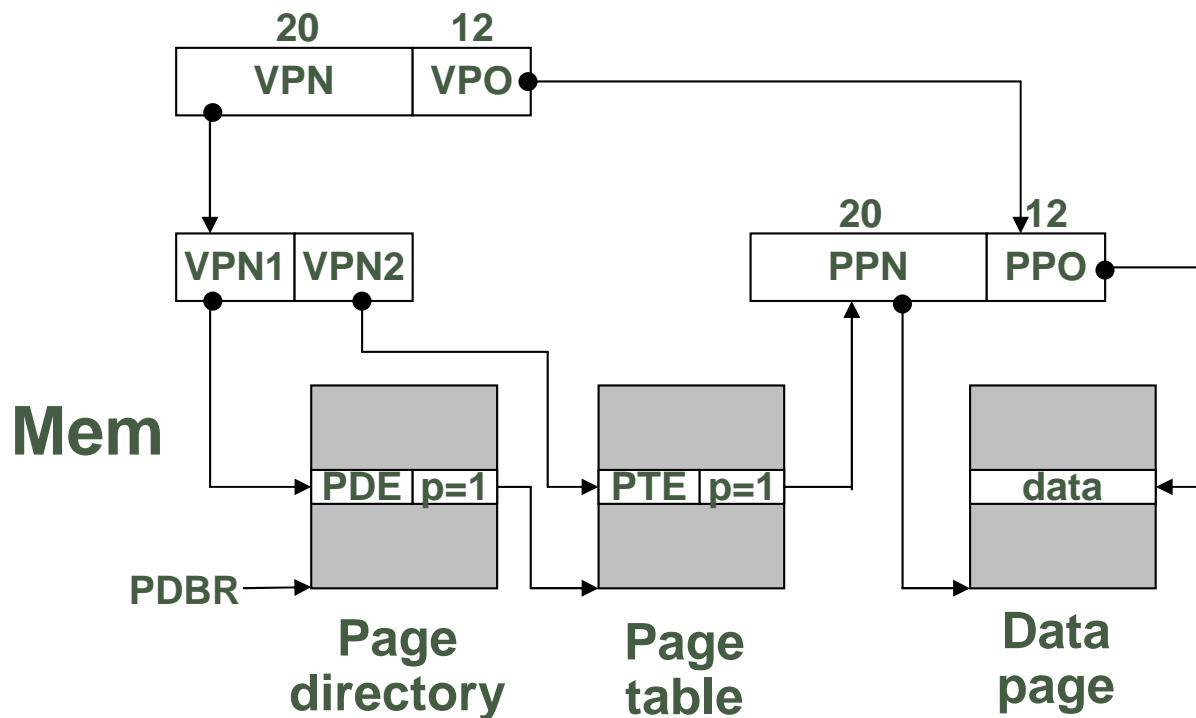 20 12
VPN VPO
20 12
VPN1 VPN2 PPN PPO
Mem
PDE p=1 PTE p=1 data
PDBR
Page directory
Page table
Data page